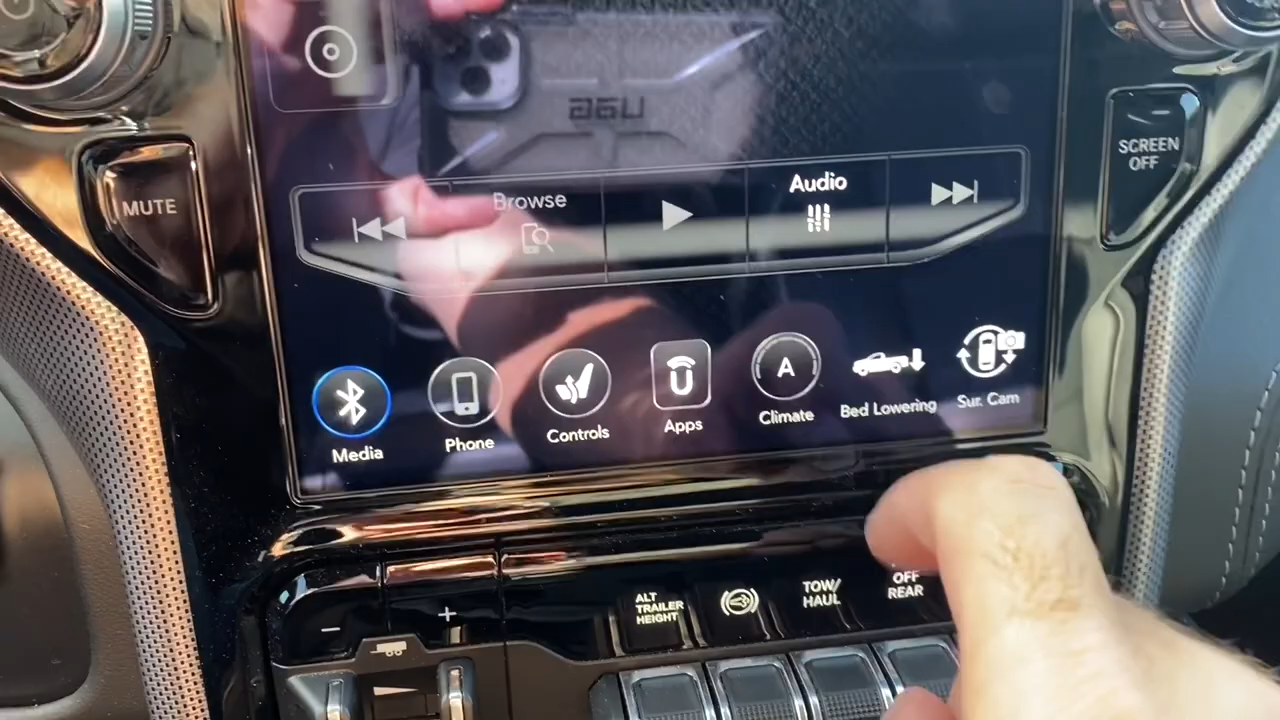 MUTE
SCREEN
OFF
Browse
Audio
A
Media
Phone
Controls
Apps
Climate
Bed Lowering
Sur. Cam
ALT
TRAILER
HEIGHT
TOW/
HAUL
OFF
REAR
−
+